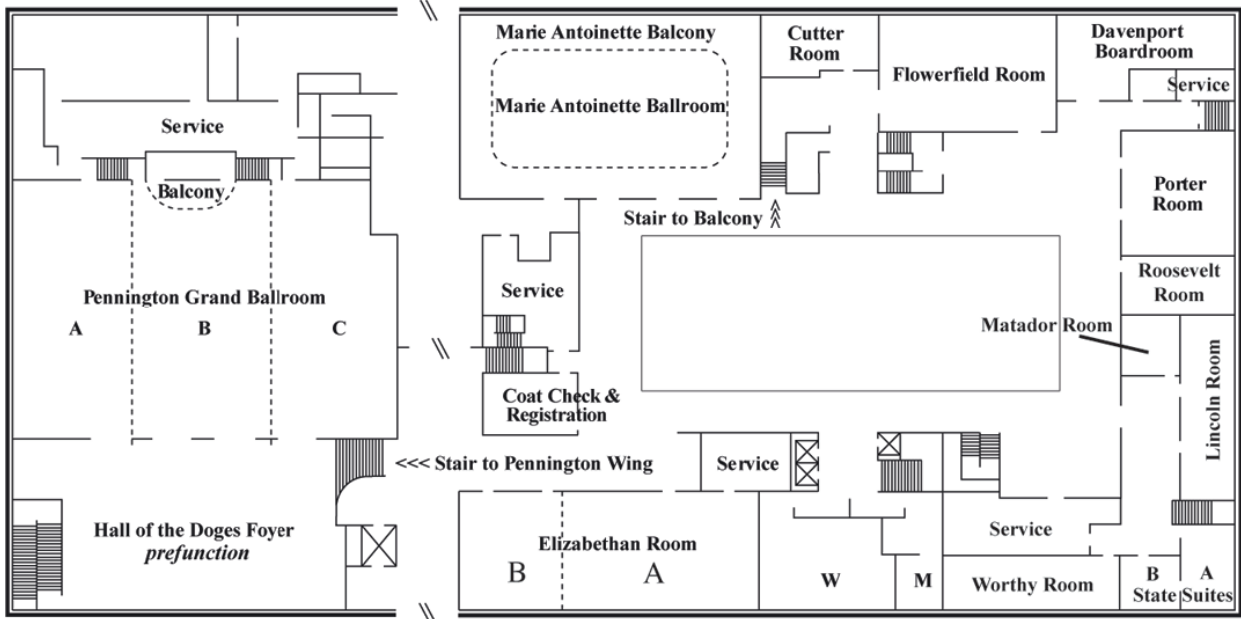 Marie Antoinette Balcony
Marie Antoinette Ballroom
Cutter
Room
Flowerfield Room
Davenport
Boardroom
Service
Service
Balcony
Porter
Room
Stair to Balcony
Pennington Grand Ballroom
A
B
C
Service
Roosevelt
Room
Matador Room
Lincoln Room
Coat Check &
Registration
<<< Stair to Pennington Wing
Service
Hall of the Doges Foyer
prefunction
Elizabethan Room
B
A
W
M
Service
Worthy Room
B
A
State
Suites